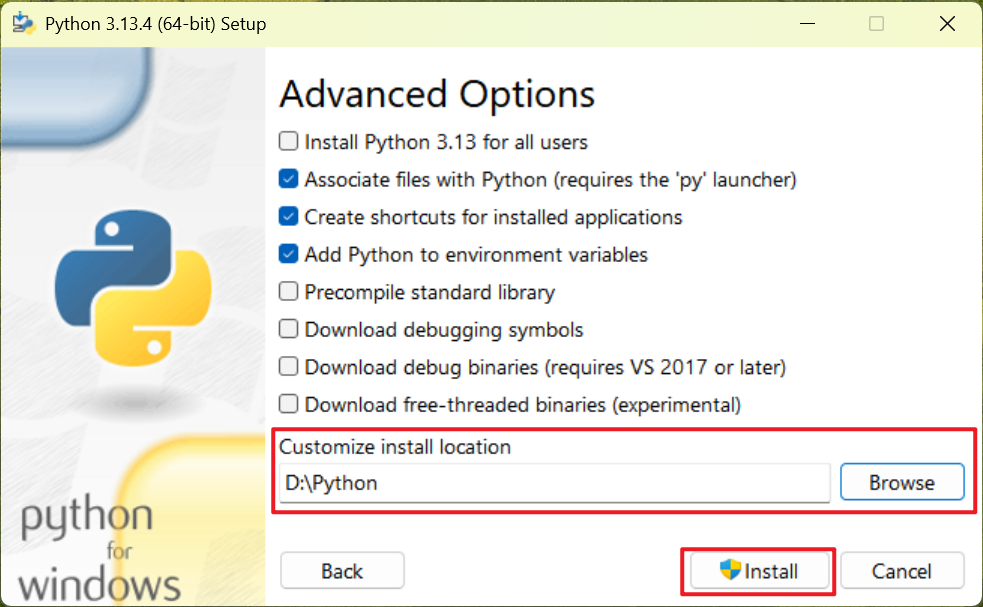 Python 3.13.4 (64-bit) Setup
Advanced Options
Install Python 3.13 for all users
Associate files with Python (requires the 'py' launcher)
Create shortcuts for installed applications
Add Python to environment variables
Precompile standard library
Download debugging symbols
Download debug binaries (requires VS 2017 or later)
Download free-threaded binaries (experimental)
Customize install location
D:\Python
Browse
python
for
windows
Back
Install
Cancel